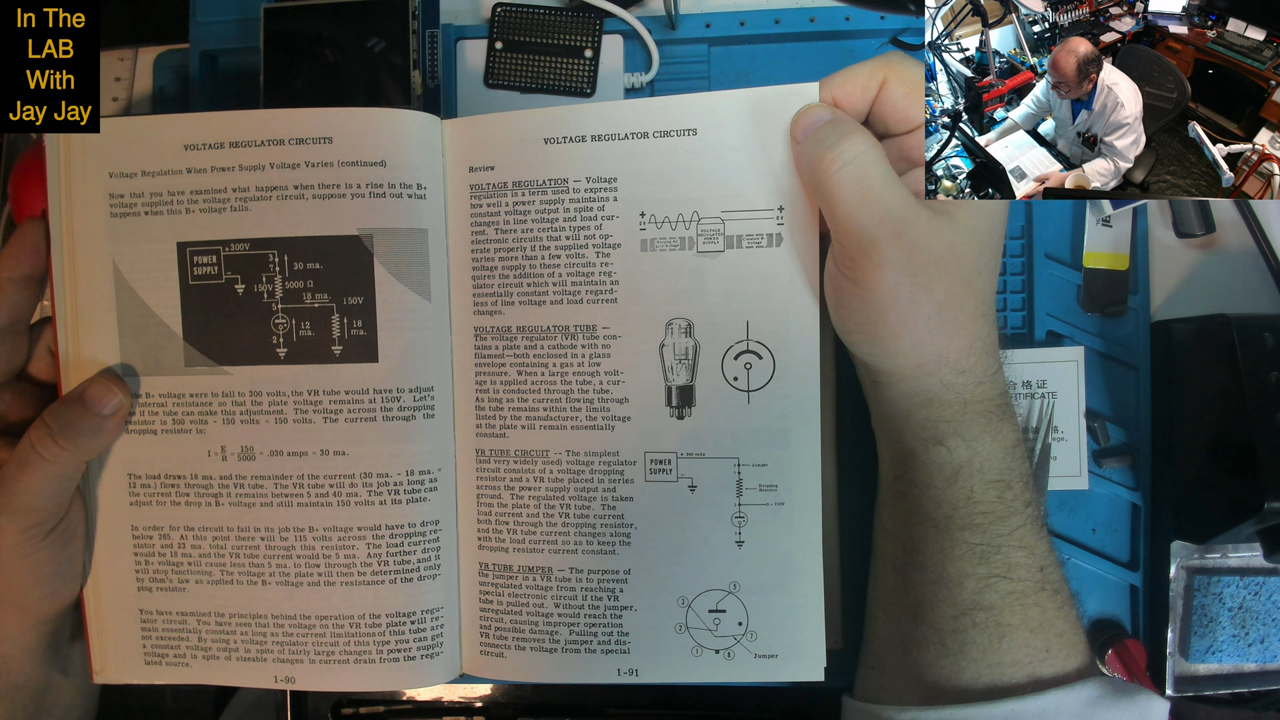 In The
LAB
With
Jay Jay
VOLTAGE REGULATOR CIRCUITS
Voltage Regulation When Power Supply Voltage Varies (continued)
Now that you have examined what happens when there is a rise in the B+
voltage supplied to the voltage regulator circuit, suppose you find out what
happens when this B+ voltage falls.
POWER
SUPPLY
+300V
-
3
7
30 ma.
150V
5000 Ω
18 ma.
150V
5
12
ma.
18
ma.
2
the B+ voltage were to fall to 300 volts, the VR tube would have to adjust
internal resistance so that the plate voltage remains at 150V. Let's
if the tube can make this adjustment. The voltage across the dropping
resistor is 300 volts - 150 volts = 150 volts. The current through the
dropping resistor is:
I = E/R = 150/5000 = .030 amps = 30 ma.
The load draws 18 ma. and the remainder of the current (30 ma. - 18 ma. =
12 ma.) flows through the VR tube. The VR tube will do its job as long as
the current flow through it remains between 5 and 40 ma. The VR tube can
adjust for the drop in B+ voltage and still maintain 150 volts at its plate.
In order for the circuit to fail in its job the B+ voltage would have to drop
below 265. At this point there will be 115 volts across the dropping re-
sistor and 23 ma. total current through this resistor. The load current
would be 18 ma. and the VR tube current would be 5 ma. Any further drop
in B+ voltage will cause less than 5 ma. to flow through the VR tube, and it
will stop functioning. The voltage at the plate will then be determined only
by Ohm's law as applied to the B+ voltage and the resistance of the drop-
ping resistor.
You have examined the principles behind the operation of the voltage regu-
lator circuit. You have seen that the voltage on the VR tube plate will re-
main essentially constant as long as the current limitations of this tube are
not exceeded. By using a voltage regulator circuit of this type you can get
a constant voltage output in spite of fairly large changes in power supply
voltage and in spite of sizeable changes in current drain from the regu-
lated source.
1-90
VOLTAGE REGULATOR CIRCUITS
Review
VOLTAGE REGULATION — Voltage
regulation is a term used to express
how well a power supply maintains a
constant voltage output in spite of
changes in line voltage and load cur-
rent. There are certain types of
electronic circuits that will not op-
erate properly if the supplied voltage
varies more than a few volts. The
voltage supply to these circuits re-
quires the addition of a voltage reg-
ulator circuit which will maintain an
essentially constant voltage regard-
less of line voltage and load current
changes.
VOLTAGE
REGULATED
POWER
SUPPLY
Constant B+
Voltage
VOLTAGE REGULATOR TUBE —
The voltage regulator (VR) tube con-
tains a plate and a cathode with no
filament—both enclosed in a glass
envelope containing a gas at low
pressure. When a large enough volt-
age is applied across the tube, a cur-
rent is conducted through the tube.
As long as the current flowing through
the tube remains within the limits
listed by the manufacturer, the voltage
at the plate will remain essentially
constant.
VR TUBE CIRCUIT -- The simplest
(and very widely used) voltage regulator
circuit consists of a voltage dropping
resistor and a VR tube placed in series
across the power supply output and
ground. The regulated voltage is taken
from the plate of the VR tube. The
load current and the VR tube current
both flow through the dropping resistor,
and the VR tube current changes along
with the load current so as to keep the
dropping resistor current constant.
POWER
SUPPLY
Jumper
Dropping
Resistor
VR TUBE JUMPER — The purpose of
the jumper in a VR tube is to prevent
unregulated voltage from reaching a
special electronic circuit if the VR
tube is pulled out. Without the jumper,
unregulated voltage would reach the
circuit, causing improper operation
and possible damage. Pulling out the
VR tube removes the jumper and dis-
connects the voltage from the special
circuit.
5
3
2
7
1
8
Jumper
1-91
合格证